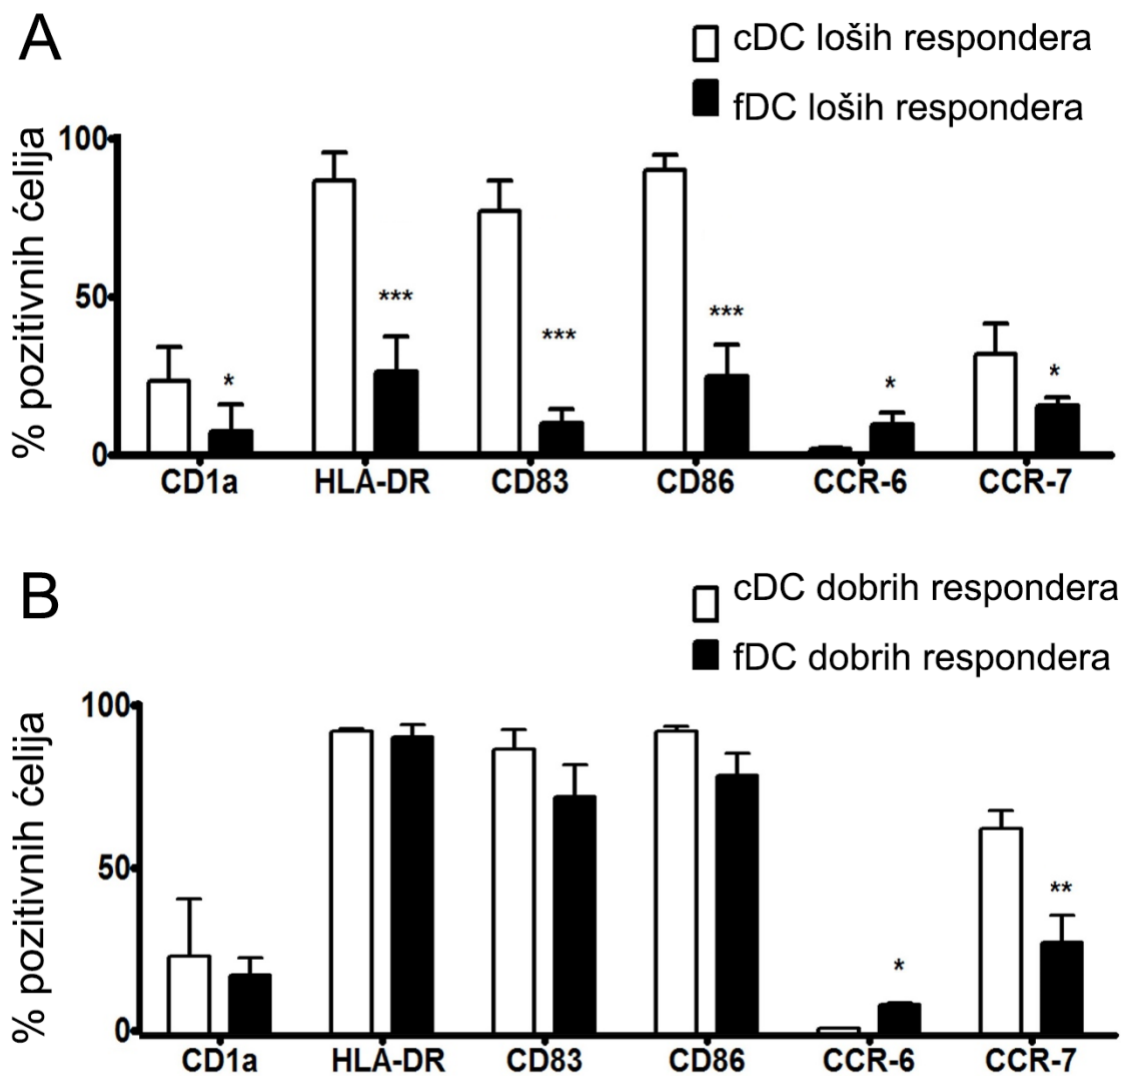 A
cDC loših respondera
fDC loših respondera
% pozitivnih ćelija
100
50
0
*
***
***
***
*
*
CD1a HLA-DR CD83 CD86 CCR-6 CCR-7
B
cDC dobrih respondera
fDC dobrih respondera
% pozitivnih ćelija
100
50
0
*
**
CD1a HLA-DR CD83 CD86 CCR-6 CCR-7